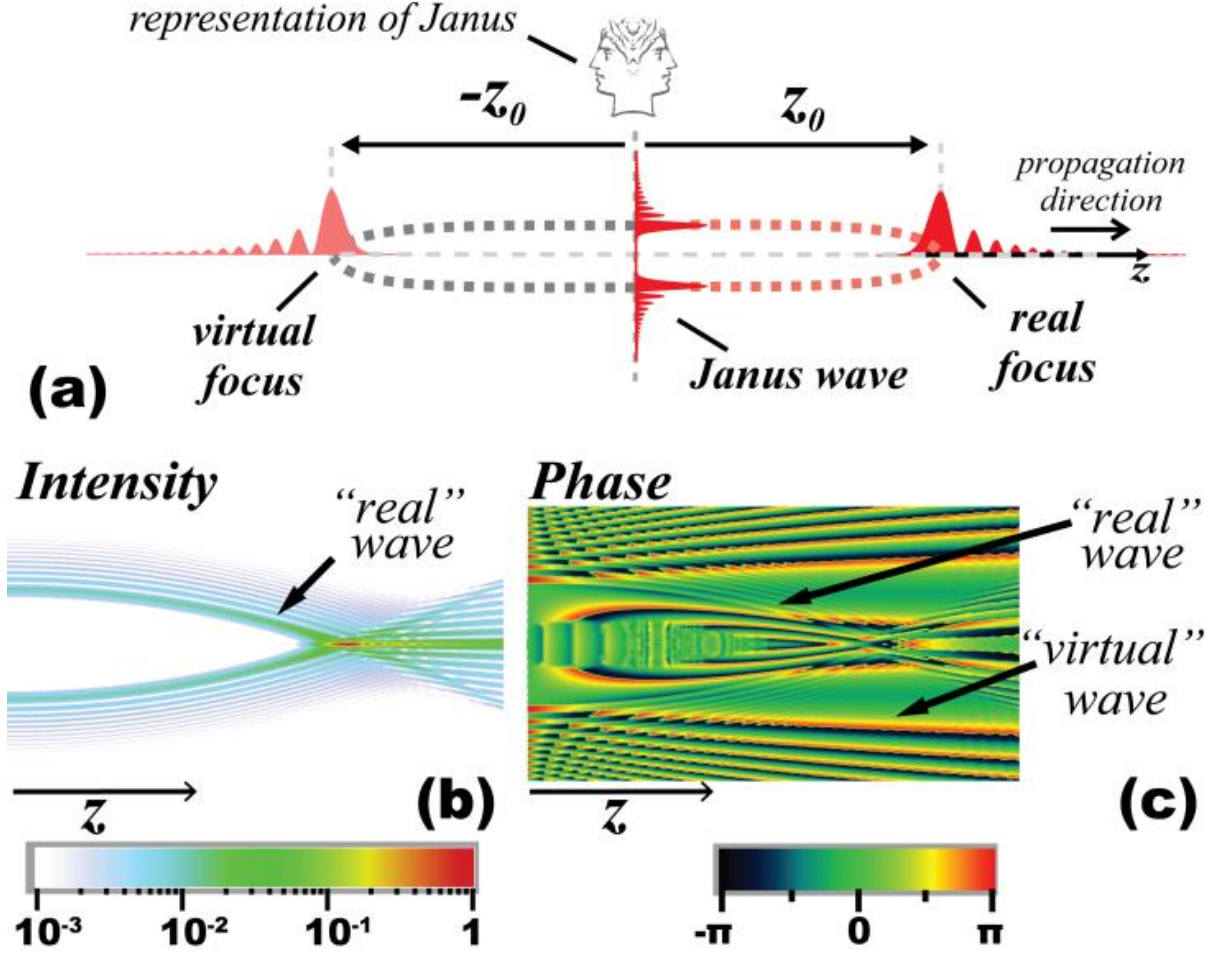 representation of Janus
-z0
z0
propagation
direction
z
virtual
focus
Janus wave
real
focus
(a)
Intensity
"real"
wave
z
(b)
10-3
10-2
10-1
1
Phase
"real"
wave
"virtual"
wave
z
(c)
-π
0
π